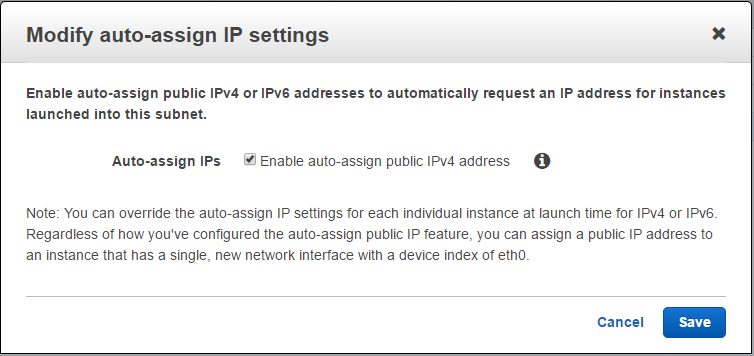 Modify auto-assign IP settings
Enable auto-assign public IPv4 or IPv6 addresses to automatically request an IP address for instances
launched into this subnet.
Auto-assign IPs Enable auto-assign public IPv4 address
Note: You can override the auto-assign IP settings for each individual instance at launch time for IPv4 or IPv6.
Regardless of how you've configured the auto-assign public IP feature, you can assign a public IP address to
an instance that has a single, new network interface with a device index of eth0.
Cancel Save